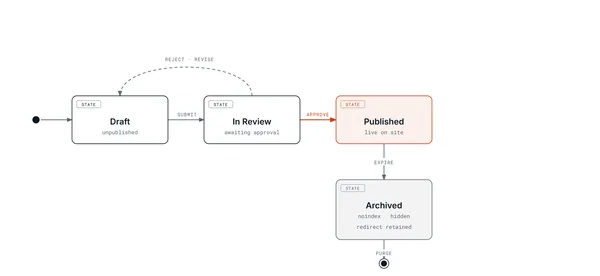 REJECT · REVISE
STATE
Draft
unpublished
SUBMIT
STATE
In Review
awaiting approval
APPROVE
STATE
Published
live on site
EXPIRE
STATE
Archived
noindex · hidden
redirect retained
PURGE